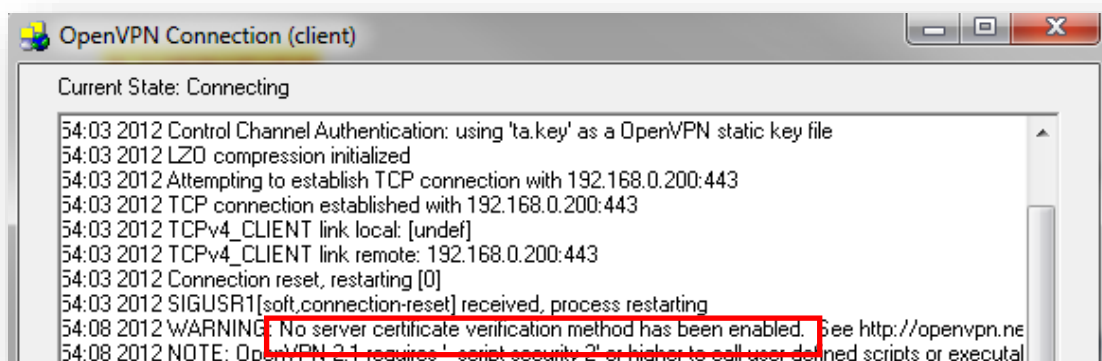 OpenVPN Connection (client)
Current State: Connecting
54:03 2012 Control Channel Authentication: using 'ta.key' as a OpenVPN static key file
54:03 2012 LZO compression initialized
54:03 2012 Attempting to establish TCP connection with 192.168.0.200:443
54:03 2012 TCP connection established with 192.168.0.200:443
54:03 2012 TCPv4_CLIENT link local: [undef]
54:03 2012 TCPv4_CLIENT link remote: 192.168.0.200:443
54:03 2012 Connection reset, restarting [0]
54:03 2012 SIGUSR1[soft,connection-reset] received, process restarting
54:08 2012 WARNING: No server certificate verification method has been enabled. See http://openvpn.ne
54:08 2012 NOTE: OpenVPN 2.1 requires '--script-security 2' or higher to call user-defined scripts or executal